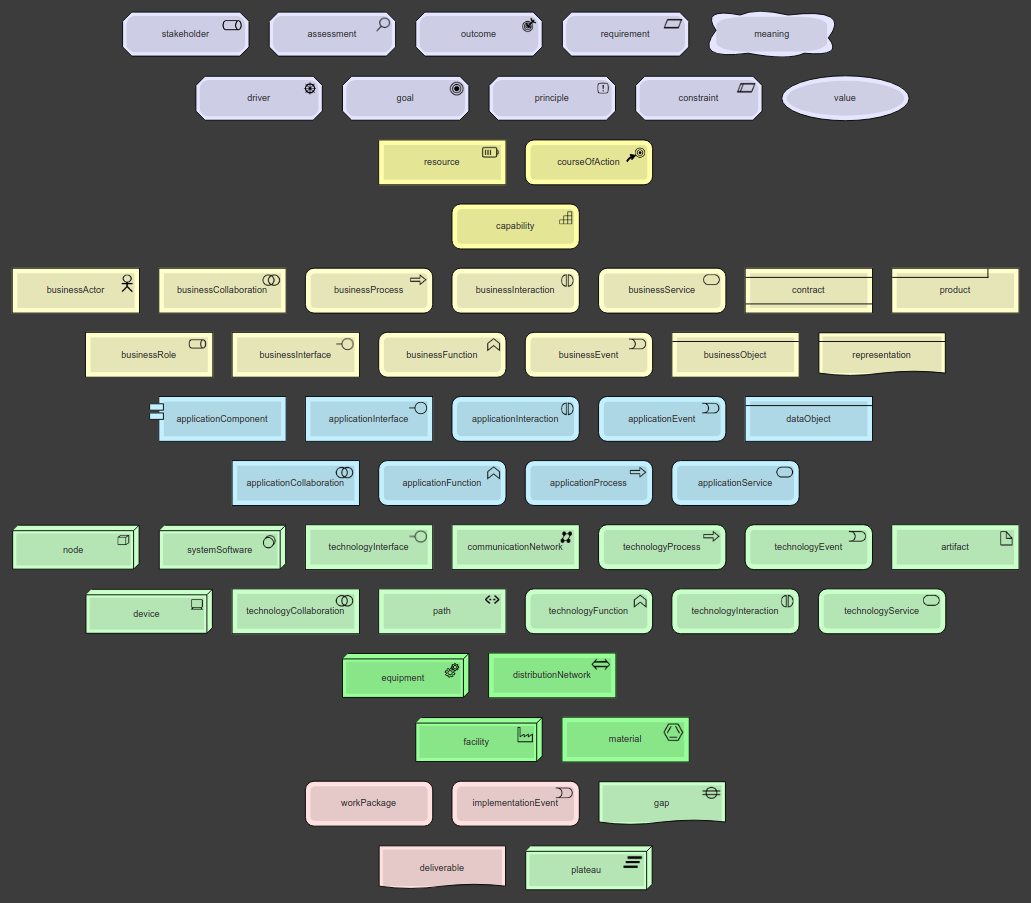 stakeholder
assessment
outcome
requirement
meaning
driver
goal
principle
constraint
value
resource
courseOfAction
capability
businessActor
businessCollaboration
businessProcess
businessInteraction
businessService
contract
product
businessRole
businessInterface
businessFunction
businessEvent
businessObject
representation
applicationComponent
applicationInterface
applicationInteraction
applicationEvent
dataObject
applicationCollaboration
applicationFunction
applicationProcess
applicationService
node
systemSoftware
technologyInterface
communicationNetwork
technologyProcess
technologyEvent
artifact
device
technologyCollaboration
path
technologyFunction
technologyInteraction
technologyService
equipment
distributionNetwork
facility
material
workPackage
implementationEvent
gap
deliverable
plateau